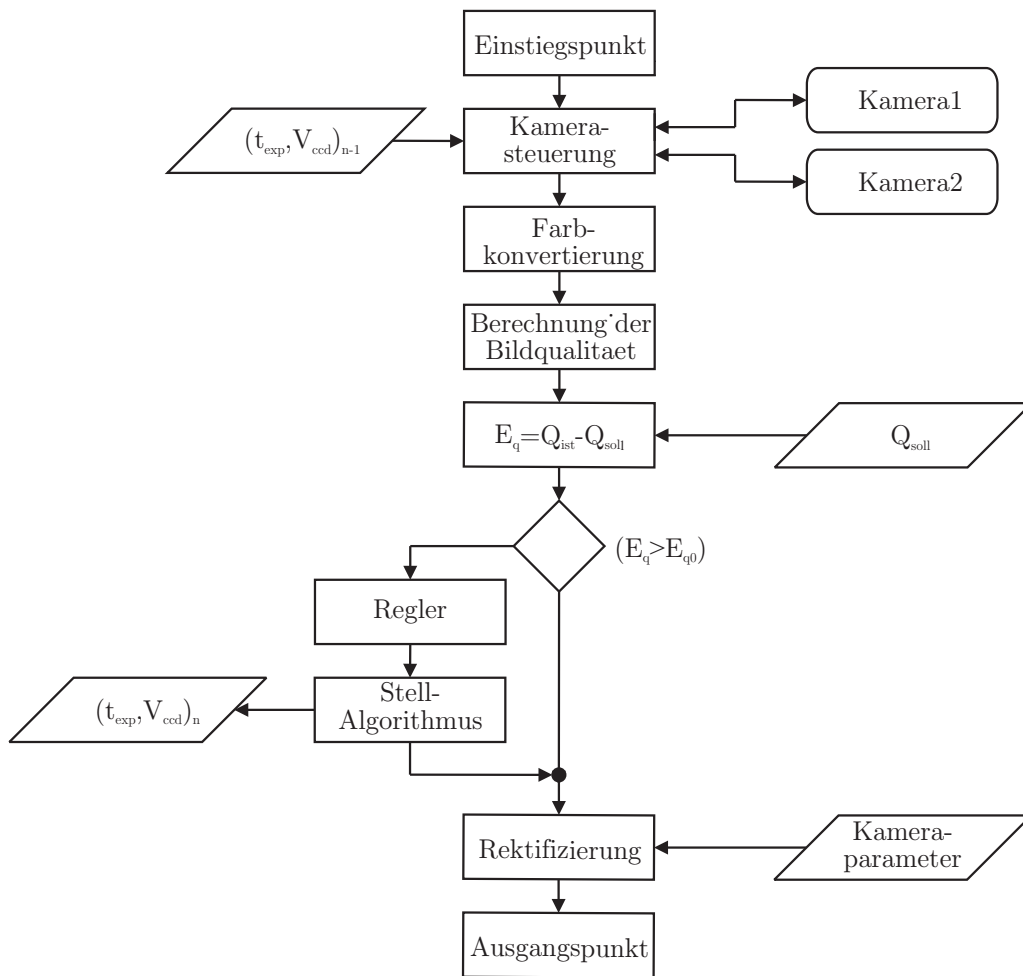 Einstiegspunkt
Kamera1
Kamera-
steuerung
(t_exp,V_ccd)_n-1
Kamera2
Farb-
konvertierung
Berechnung der
Bildqualitaet
E_q=Q_ist-Q_soll
Q_soll
(E_q>E_q0)
Regler
Stell-
Algorithmus
(t_exp,V_ccd)_n
Rektifizierung
Kamera-
parameter
Ausgangspunkt